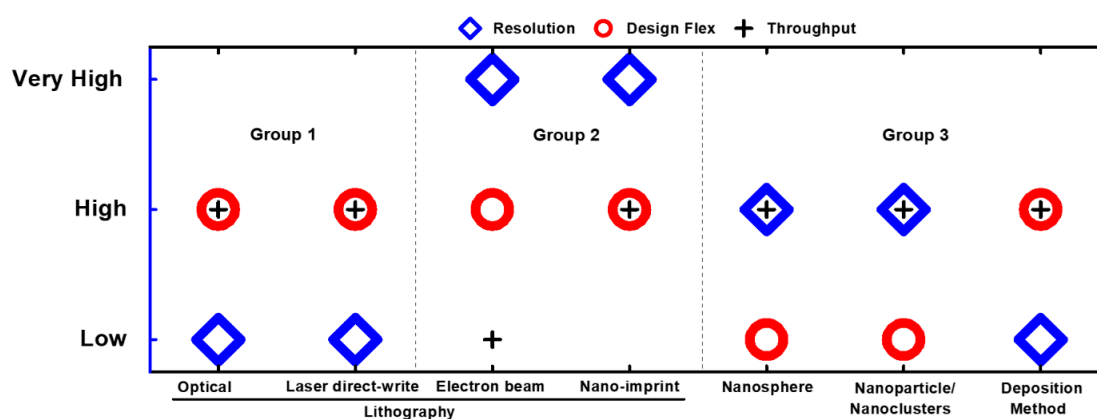 Resolution Design Flex Throughput
Very High
Group 1 Group 2 Group 3
High
Low
Optical Laser direct-write Electron beam Nano-imprint Nanosphere Nanoparticle/ Deposition
Nanoclusters Method
Lithography